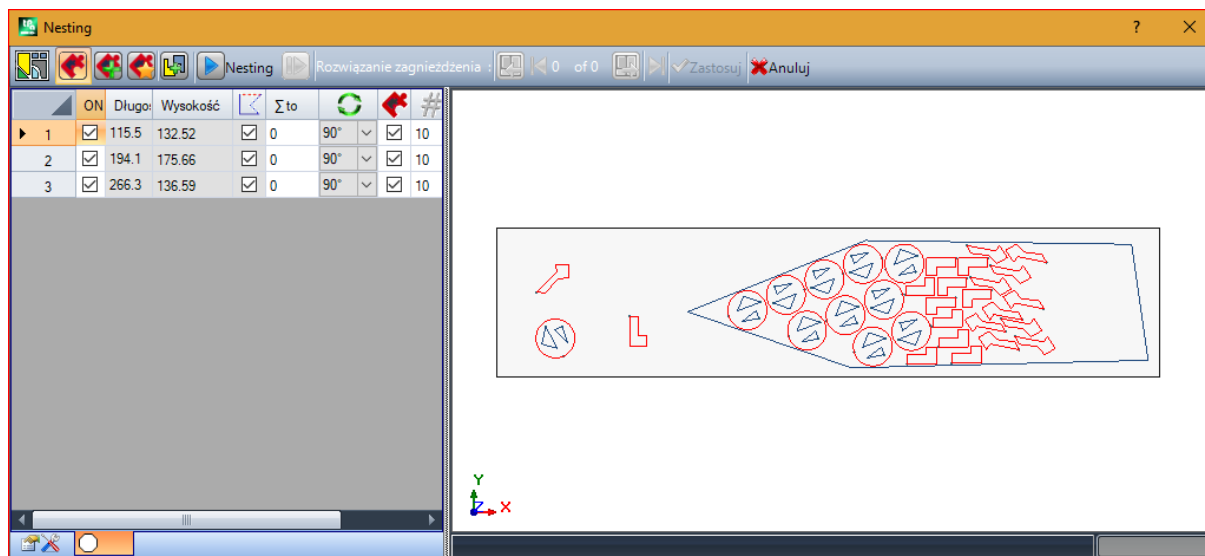 Nesting ?
Nesting Rozwiązanie zagnieżdżenia : 0 of 0 Zastosuj Anuluj
ON Długoś Wysokość Σ to #
1 115.5 132.52 0 90° 10
2 194.1 175.66 0 90° 10
3 266.3 136.59 0 90° 10
Y
Z X